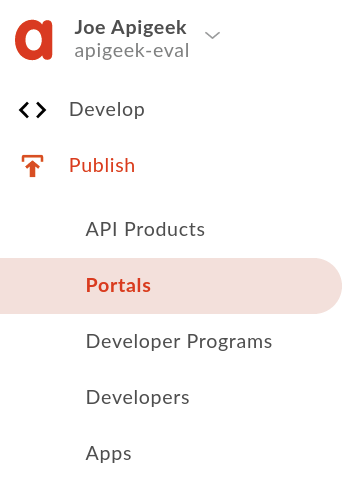 Joe Apigeek
apigeek-eval
Develop
Publish
API Products
Portals
Developer Programs
Developers
Apps